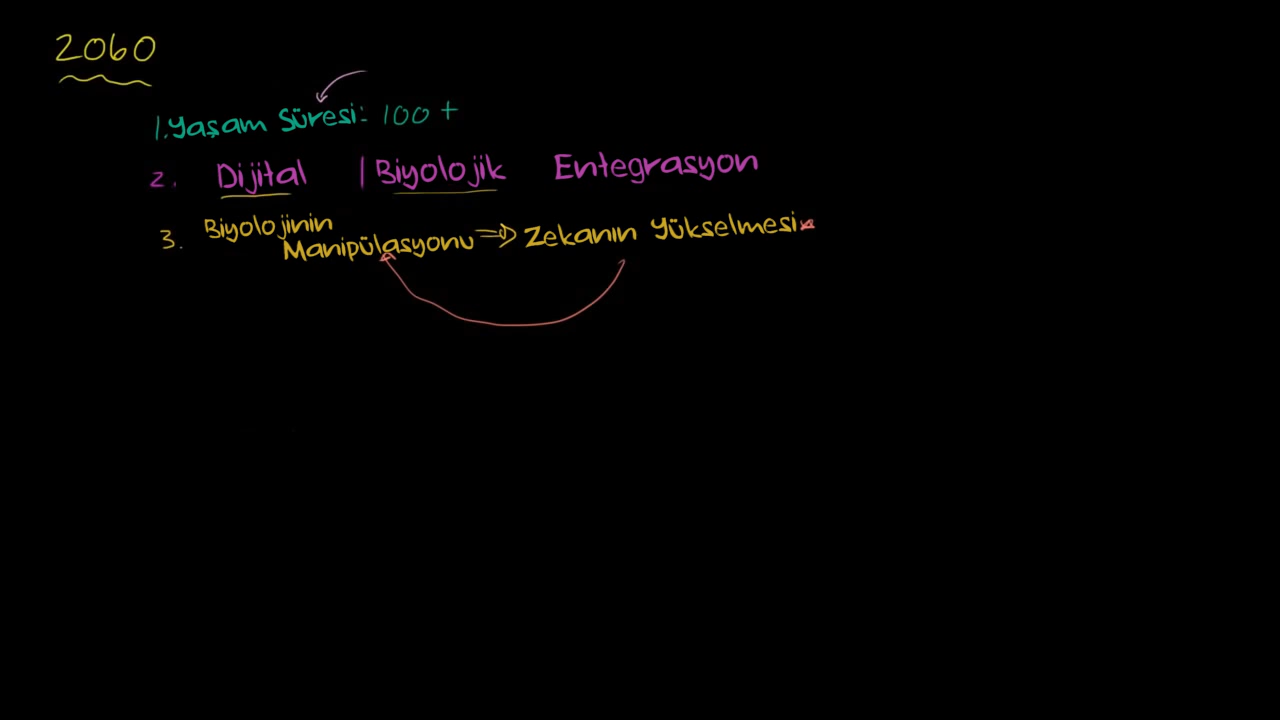 2060
1. Yaşam Süresi: 100 +
2. Dijital | Biyolojik Entegrasyon
3. Biyolojinin
Manipülasyonu => Zekanın Yükselmesi